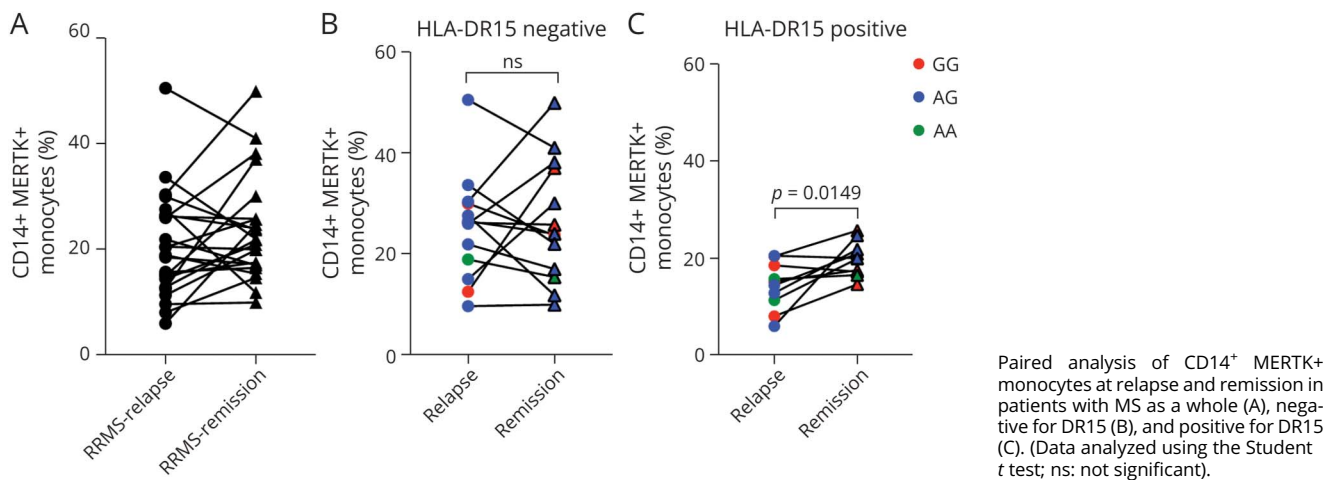 A
CD14+ MERTK+
monocytes (%)
60
40
20
0
RRMS-relapse
RRMS-remission
B
HLA-DR15 negative
CD14+ MERTK+
monocytes (%)
60
40
20
0
ns
Relapse
Remission
C
HLA-DR15 positive
CD14+ MERTK+
monocytes (%)
60
40
20
0
p = 0.0149
Relapse
Remission
GG
AG
AA
Paired analysis of CD14⁺ MERTK+
monocytes at relapse and remission in
patients with MS as a whole (A), nega-
tive for DR15 (B), and positive for DR15
(C). (Data analyzed using the Student
t test; ns: not significant).